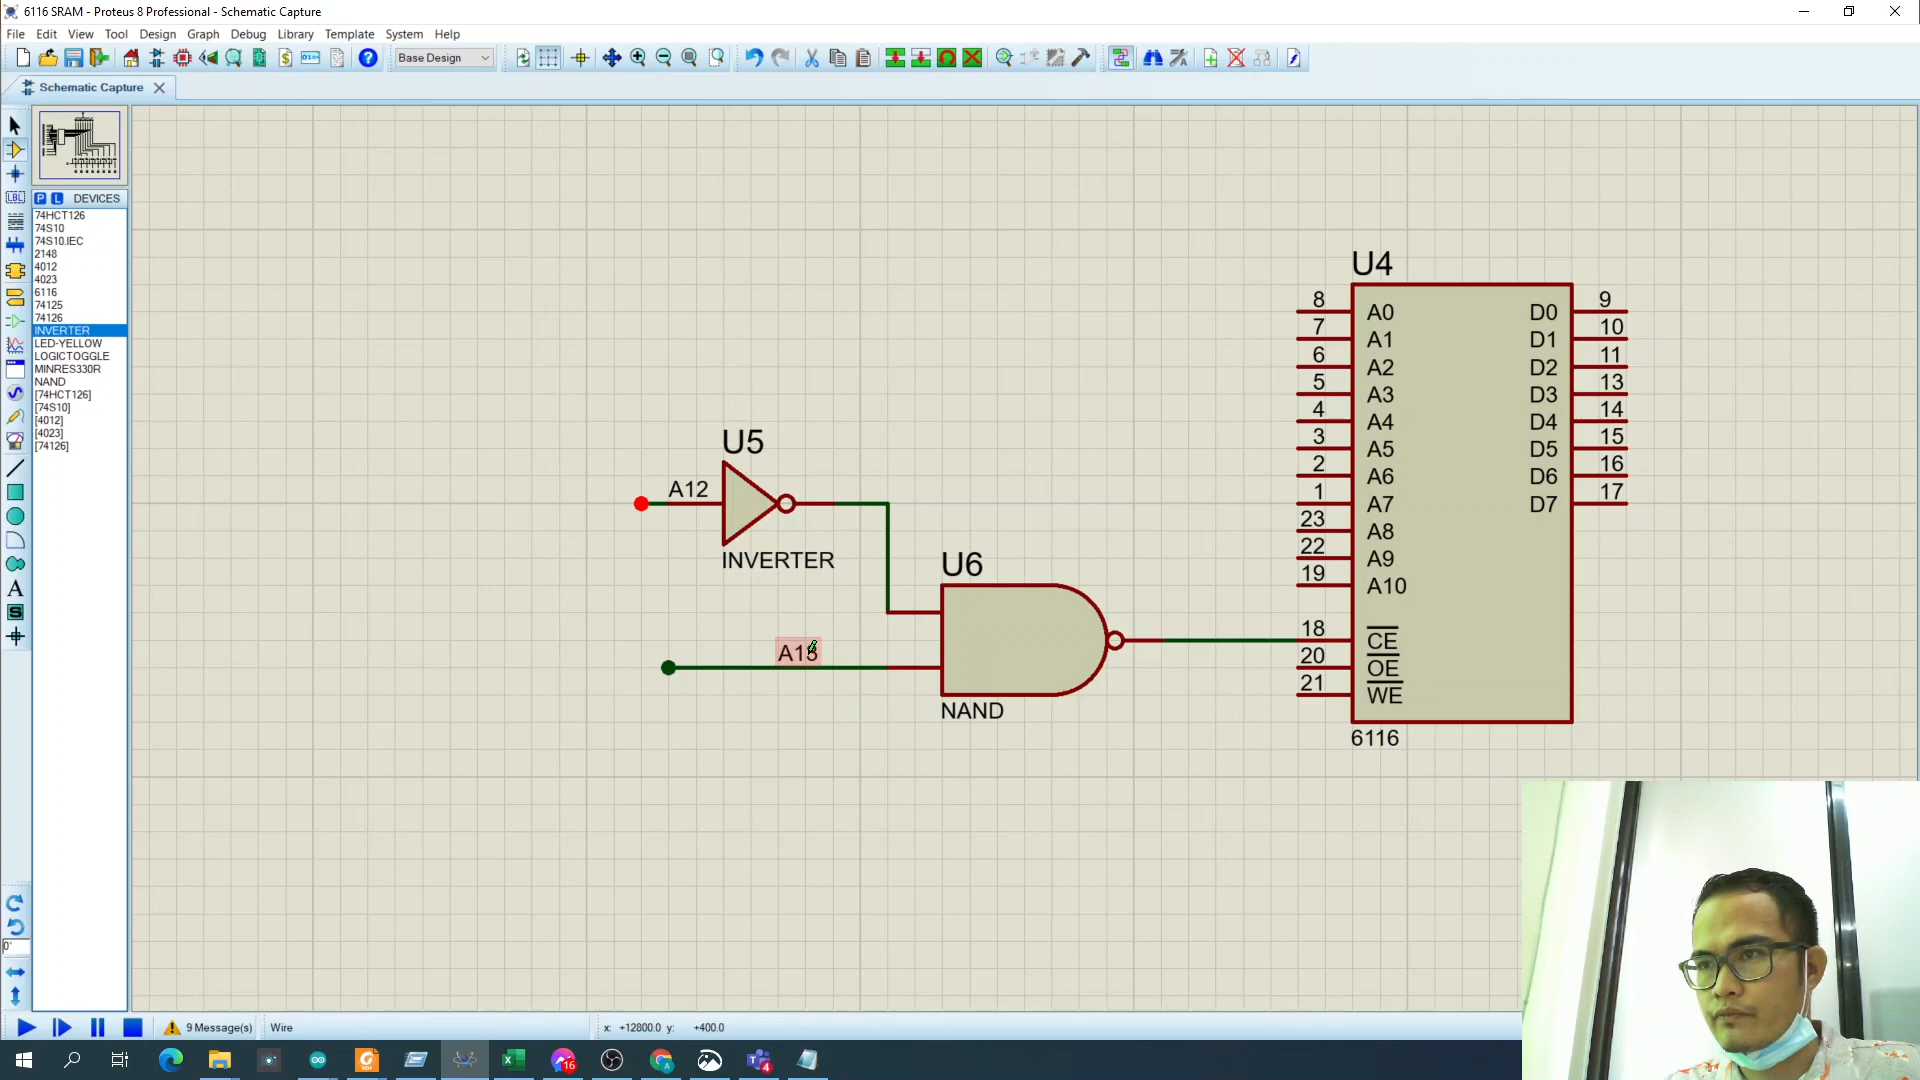 6116 SRAM - Proteus 8 Professional - Schematic Capture
File Edit View Tool Design Graph Debug Library Template System Help
Base Design
Schematic Capture
P L DEVICES
74HCT126
74S10
74S10.IEC
2148
4012
4023
6116
74125
74126
INVERTER
LED-YELLOW
LOGICTOGGLE
MINRES330R
NAND
[74HCT126]
[74S10]
[4012]
[4023]
[74126]
LBL
A
S
0°
U5
A12
INVERTER
U6
A13
NAND
U4
8 A0 D0 9
7 A1 D1 10
6 A2 D2 11
5 A3 D3 13
4 A4 D4 14
3 A5 D5 15
2 A6 D6 16
1 A7 D7 17
23 A8
22 A9
19 A10
18 CE
20 OE
21 WE
6116
9 Message(s) Wire x: +12800.0 y: +400.0
16
4